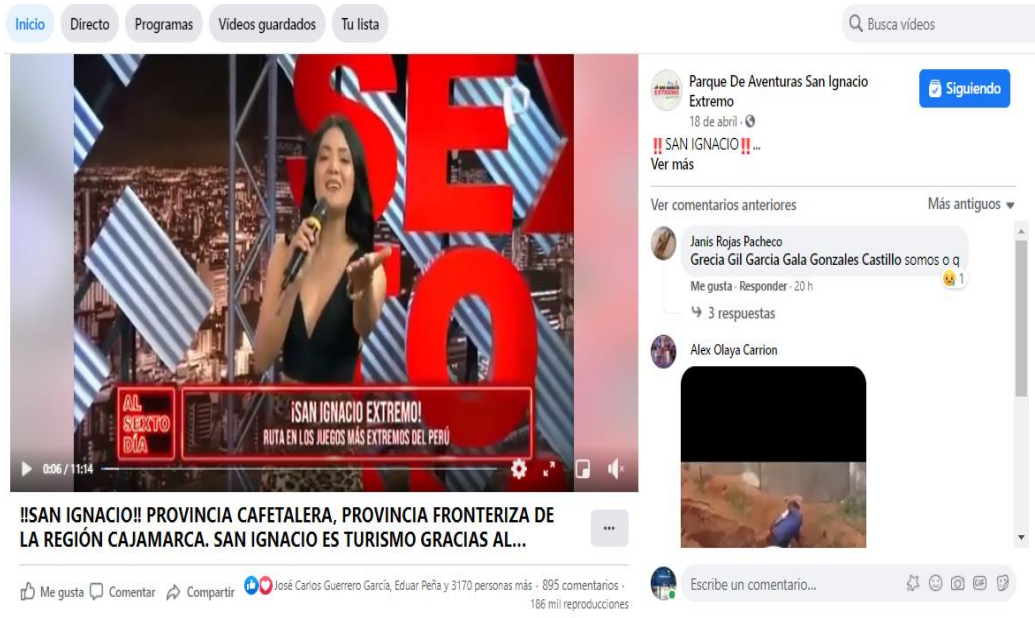 Inicio
Directo
Programas
Vídeos guardados
Tu lista
Busca vídeos
SE
O
AL
SEXTO
DÍA
¡SAN IGNACIO EXTREMO!
RUTA EN LOS JUEGOS MÁS EXTREMOS DEL PERÚ
0:06 / 11:14
!!SAN IGNACIO!! PROVINCIA CAFETALERA, PROVINCIA FRONTERIZA DE
LA REGIÓN CAJAMARCA. SAN IGNACIO ES TURISMO GRACIAS AL...
Me gusta Comentar Compartir
José Carlos Guerrero García, Eduar Peña y 3170 personas más · 895 comentarios ·
186 mil reproducciones
Parque De Aventuras San Ignacio
Extremo
18 de abril ·
Siguiendo
‼️ SAN IGNACIO‼️ ...
Ver más
Ver comentarios anteriores
Más antiguos
Janis Rojas Pacheco
Grecia Gil Garcia Gala Gonzales Castillo somos o q
1
Me gusta · Responder · 20 h
3 respuestas
Alex Olaya Carrion
Escribe un comentario...
GIF